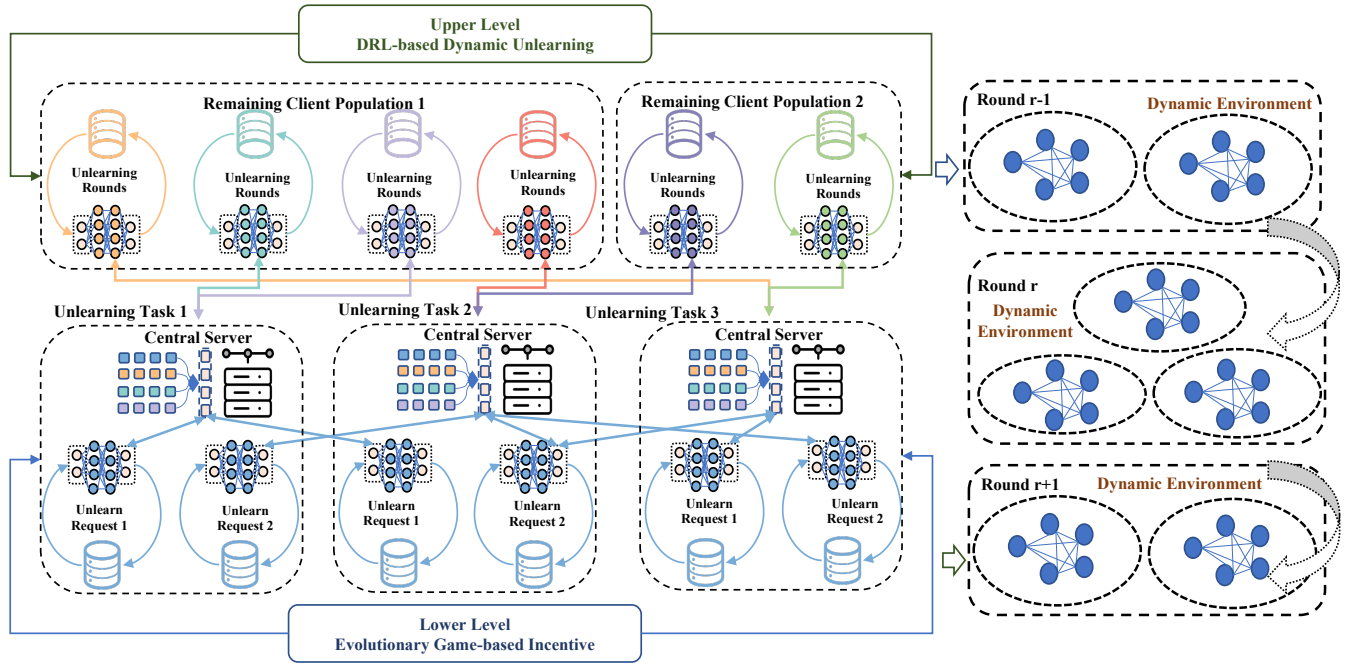 Upper Level
DRL-based Dynamic Unlearning
Remaining Client Population 1
Remaining Client Population 2
Unlearning
Rounds
Unlearning
Rounds
Unlearning
Rounds
Unlearning
Rounds
Unlearning
Rounds
Unlearning
Rounds
Unlearning Task 1
Unlearning Task 2
Unlearning Task 3
Central Server
Central Server
Central Server
Unlearn
Request 1
Unlearn
Request 2
Unlearn
Request 1
Unlearn
Request 2
Unlearn
Request 1
Unlearn
Request 2
Lower Level
Evolutionary Game-based Incentive
Round r-1
Dynamic Environment
Round r
Dynamic
Environment
Round r+1
Dynamic Environment